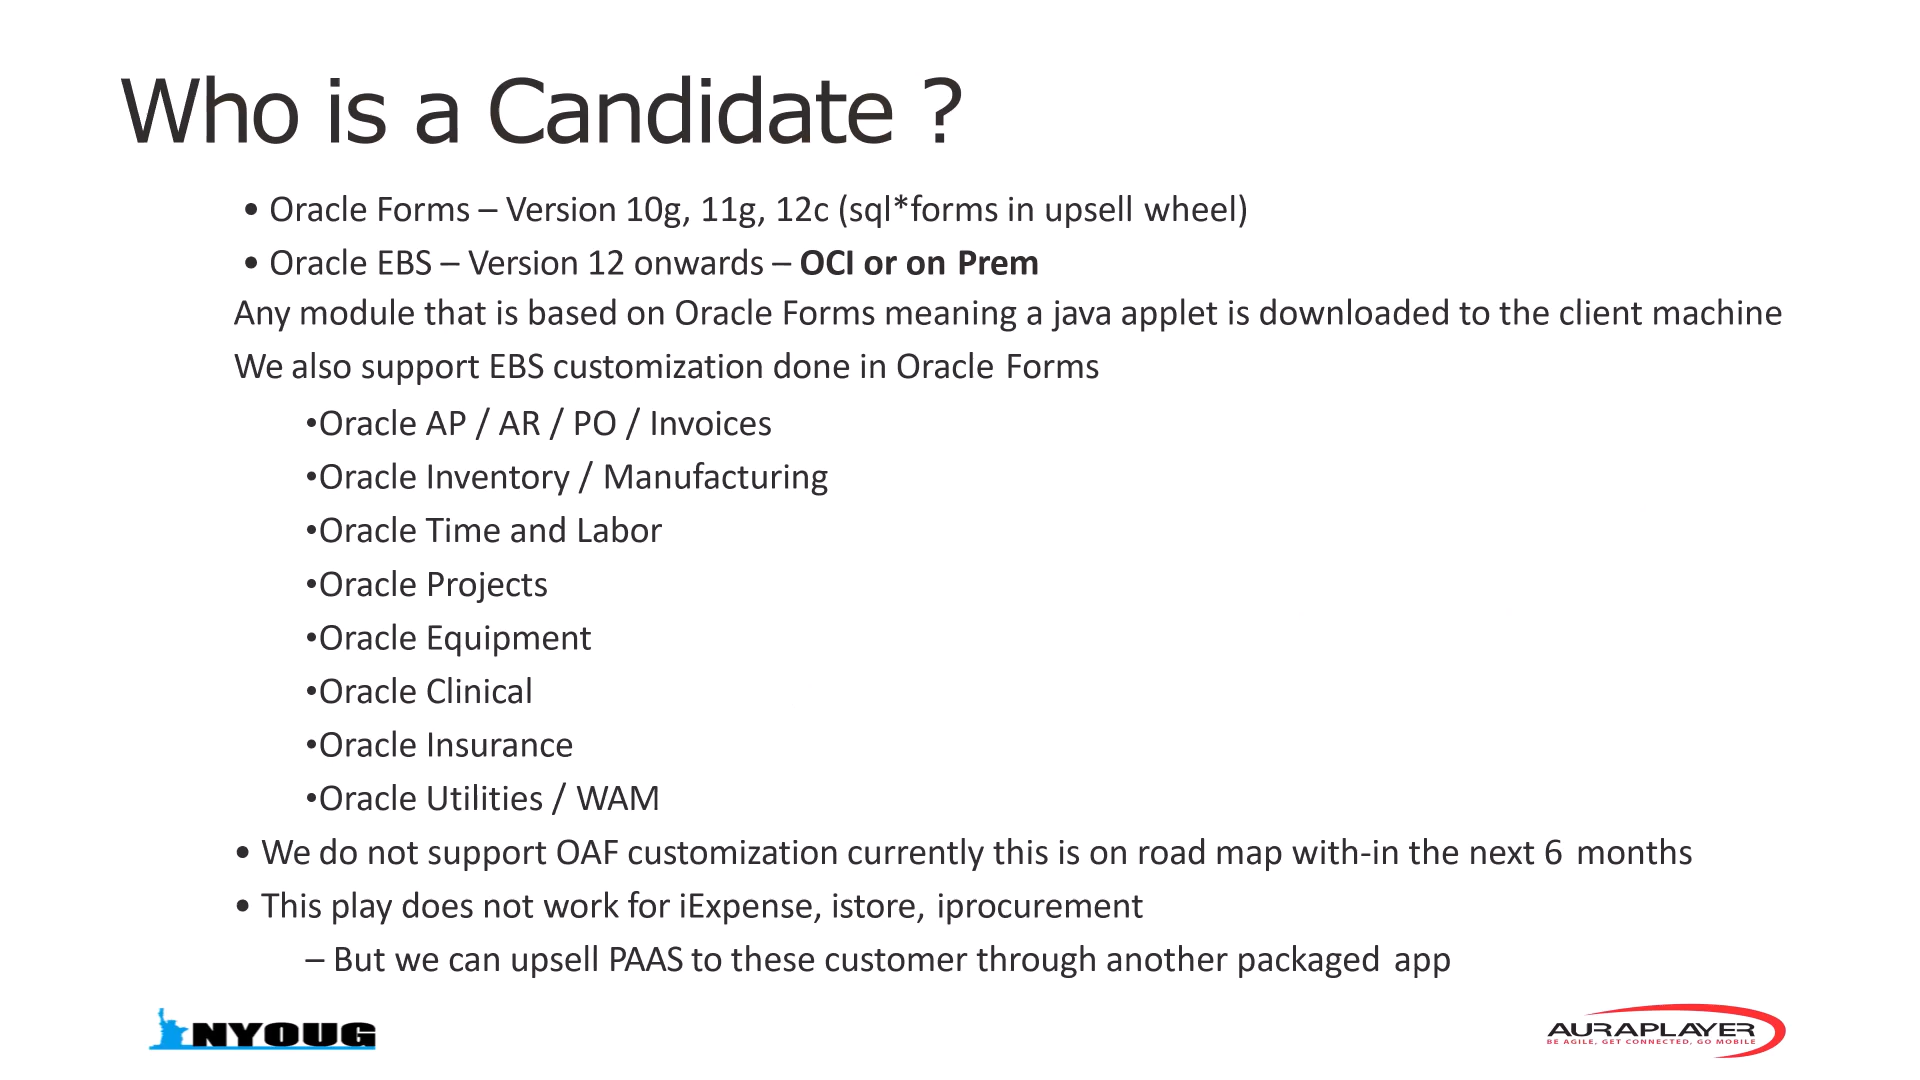 Who is a Candidate ?
• Oracle Forms – Version 10g, 11g, 12c (sql*forms in upsell wheel)
• Oracle EBS – Version 12 onwards – OCI or on Prem
Any module that is based on Oracle Forms meaning a java applet is downloaded to the client machine
We also support EBS customization done in Oracle Forms
•Oracle AP / AR / PO / Invoices
•Oracle Inventory / Manufacturing
•Oracle Time and Labor
•Oracle Projects
•Oracle Equipment
•Oracle Clinical
•Oracle Insurance
•Oracle Utilities / WAM
• We do not support OAF customization currently this is on road map with-in the next 6 months
• This play does not work for iExpense, istore, iprocurement
– But we can upsell PAAS to these customer through another packaged app
NYOUG
AURAPLAYER
BE AGILE, GET CONNECTED, GO MOBILE